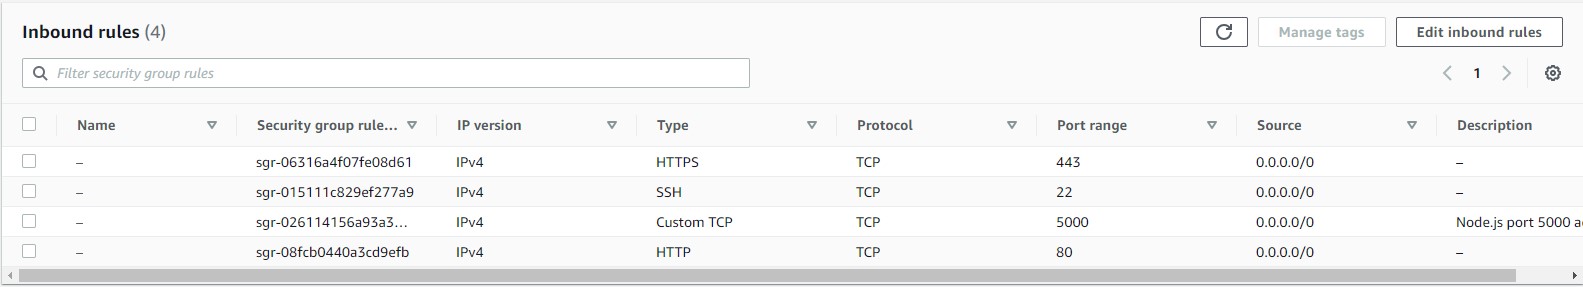 Inbound rules (4)
Manage tags
Edit inbound rules
Filter security group rules
1
Name Security group rule... IP version Type Protocol Port range Source Description
– sgr-06316a4f07fe08d61 IPv4 HTTPS TCP 443 0.0.0.0/0 –
– sgr-015111c829ef277a9 IPv4 SSH TCP 22 0.0.0.0/0 –
– sgr-026114156a93a3... IPv4 Custom TCP TCP 5000 0.0.0.0/0 Node.js port 5000
– sgr-08fcb0440a3cd9efb IPv4 HTTP TCP 80 0.0.0.0/0 –